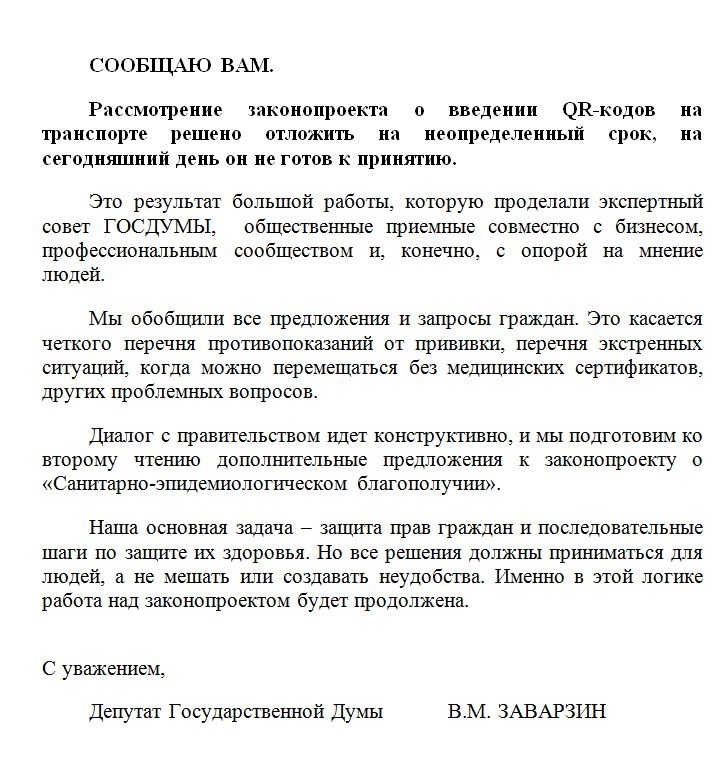 СООБЩАЮ ВАМ.
Рассмотрение законопроекта о введении QR-кодов на
транспорте решено отложить на неопределенный срок, на
сегодняшний день он не готов к принятию.
Это результат большой работы, которую проделали экспертный
совет ГОСДУМЫ, общественные приемные совместно с бизнесом,
профессиональным сообществом и, конечно, с опорой на мнение
людей.
Мы обобщили все предложения и запросы граждан. Это касается
четкого перечня противопоказаний от прививки, перечня экстренных
ситуаций, когда можно перемещаться без медицинских сертификатов,
других проблемных вопросов.
Диалог с правительством идет конструктивно, и мы подготовим ко
второму чтению дополнительные предложения к законопроекту о
«Санитарно-эпидемиологическом благополучии».
Наша основная задача – защита прав граждан и последовательные
шаги по защите их здоровья. Но все решения должны приниматься для
людей, а не мешать или создавать неудобства. Именно в этой логике
работа над законопроектом будет продолжена.
С уважением,
Депутат Государственной Думы В.М. ЗАВАРЗИН